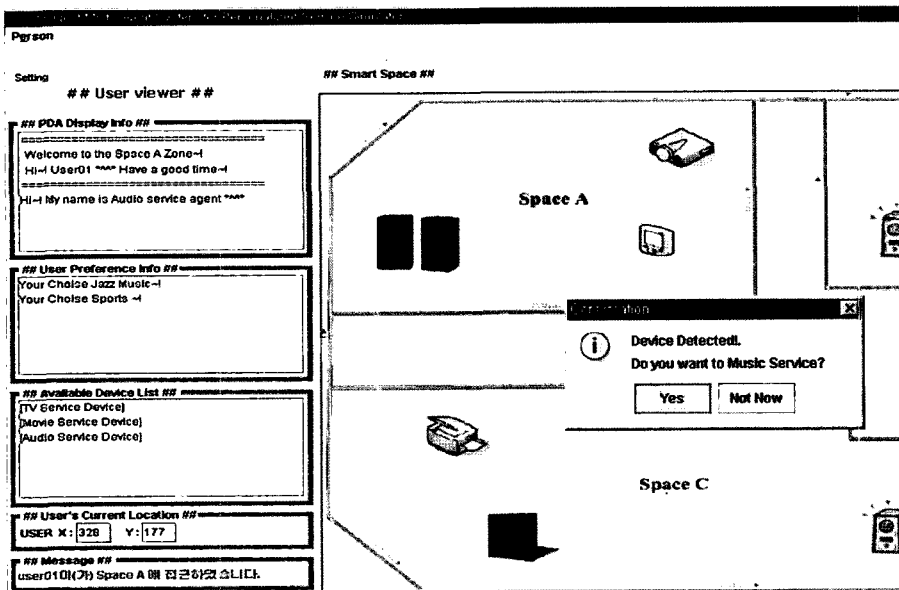 Person
Setting
## User viewer ##
## PDA Display Info ##
==============================
Welcome to the Space A Zone~!
Hi~! User01 *^^* Have a good time~!
==============================
Hi~! My name is Audio service agent *^^*
## User Preference Info ##
Your Choise Jazz Music~!
Your Choise Sports ~!
## Available Device List ##
[TV Service Device]
[Movie Service Device]
[Audio Service Device]
## User's Current Location ##
USER X: 328 Y: 177
## Message ##
user01이(가) Space A 에 접근하였습니다.
## Smart Space ##
Space A
Device Detected!.
Do you want to Music Service?
Yes
Not Now
Space C